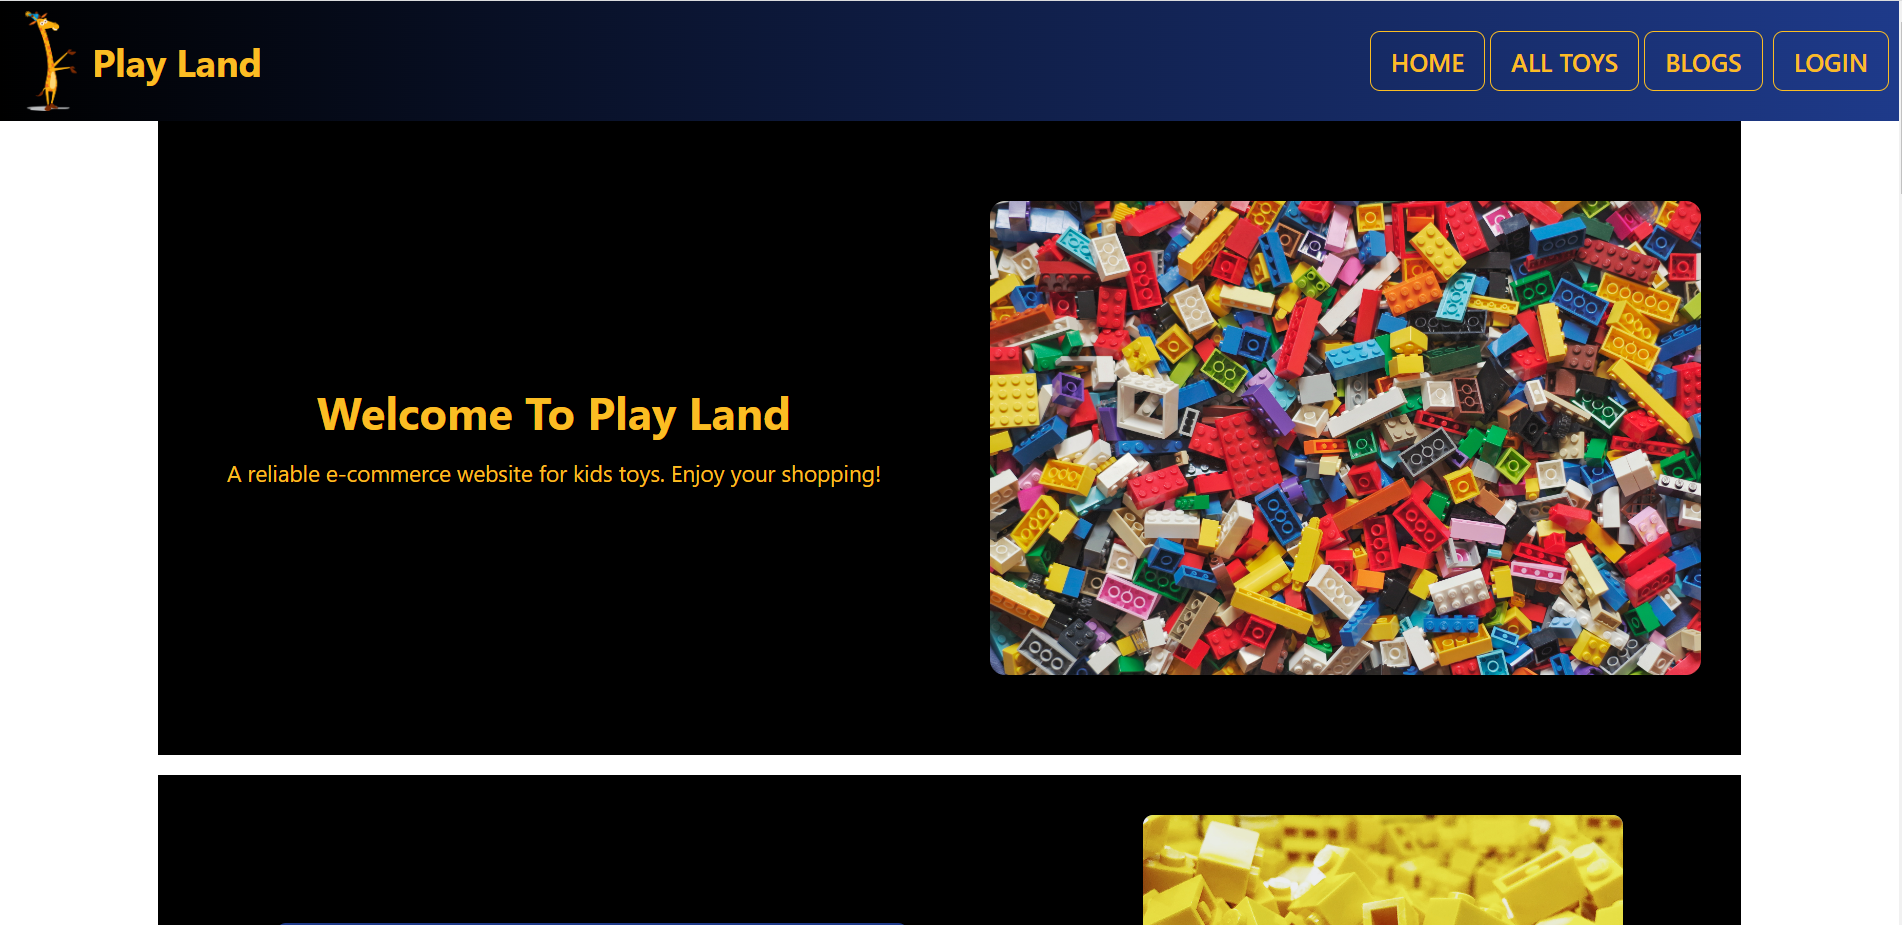 Play Land
HOME
ALL TOYS
BLOGS
LOGIN
Welcome To Play Land
A reliable e-commerce website for kids toys. Enjoy your shopping!